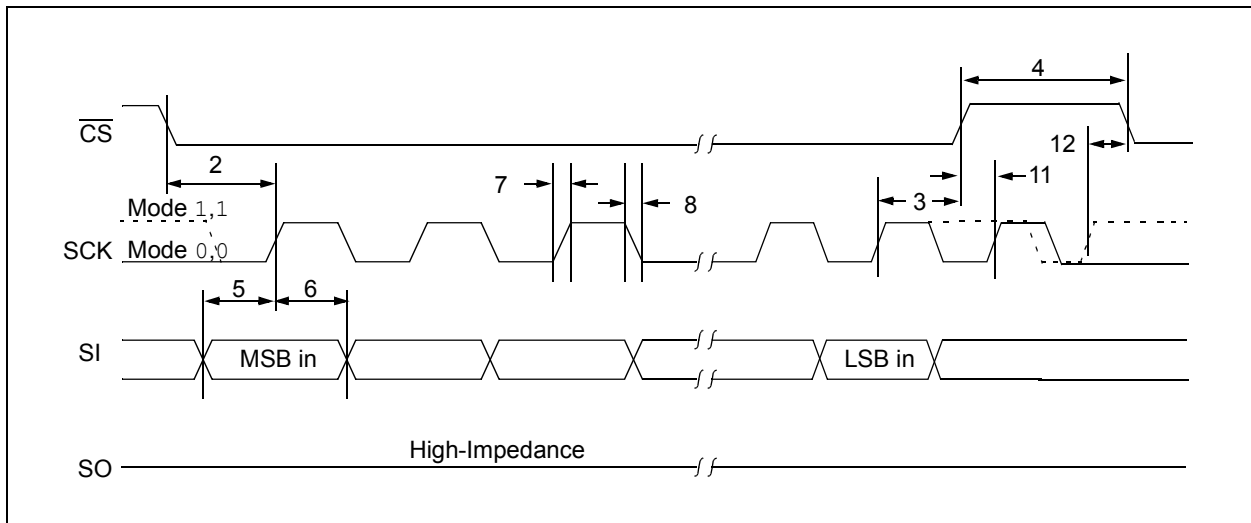 4
CS
12
2
7
8
3
11
Mode 1,1
SCK Mode 0,0
5
6
SI
MSB in
LSB in
High-Impedance
SO